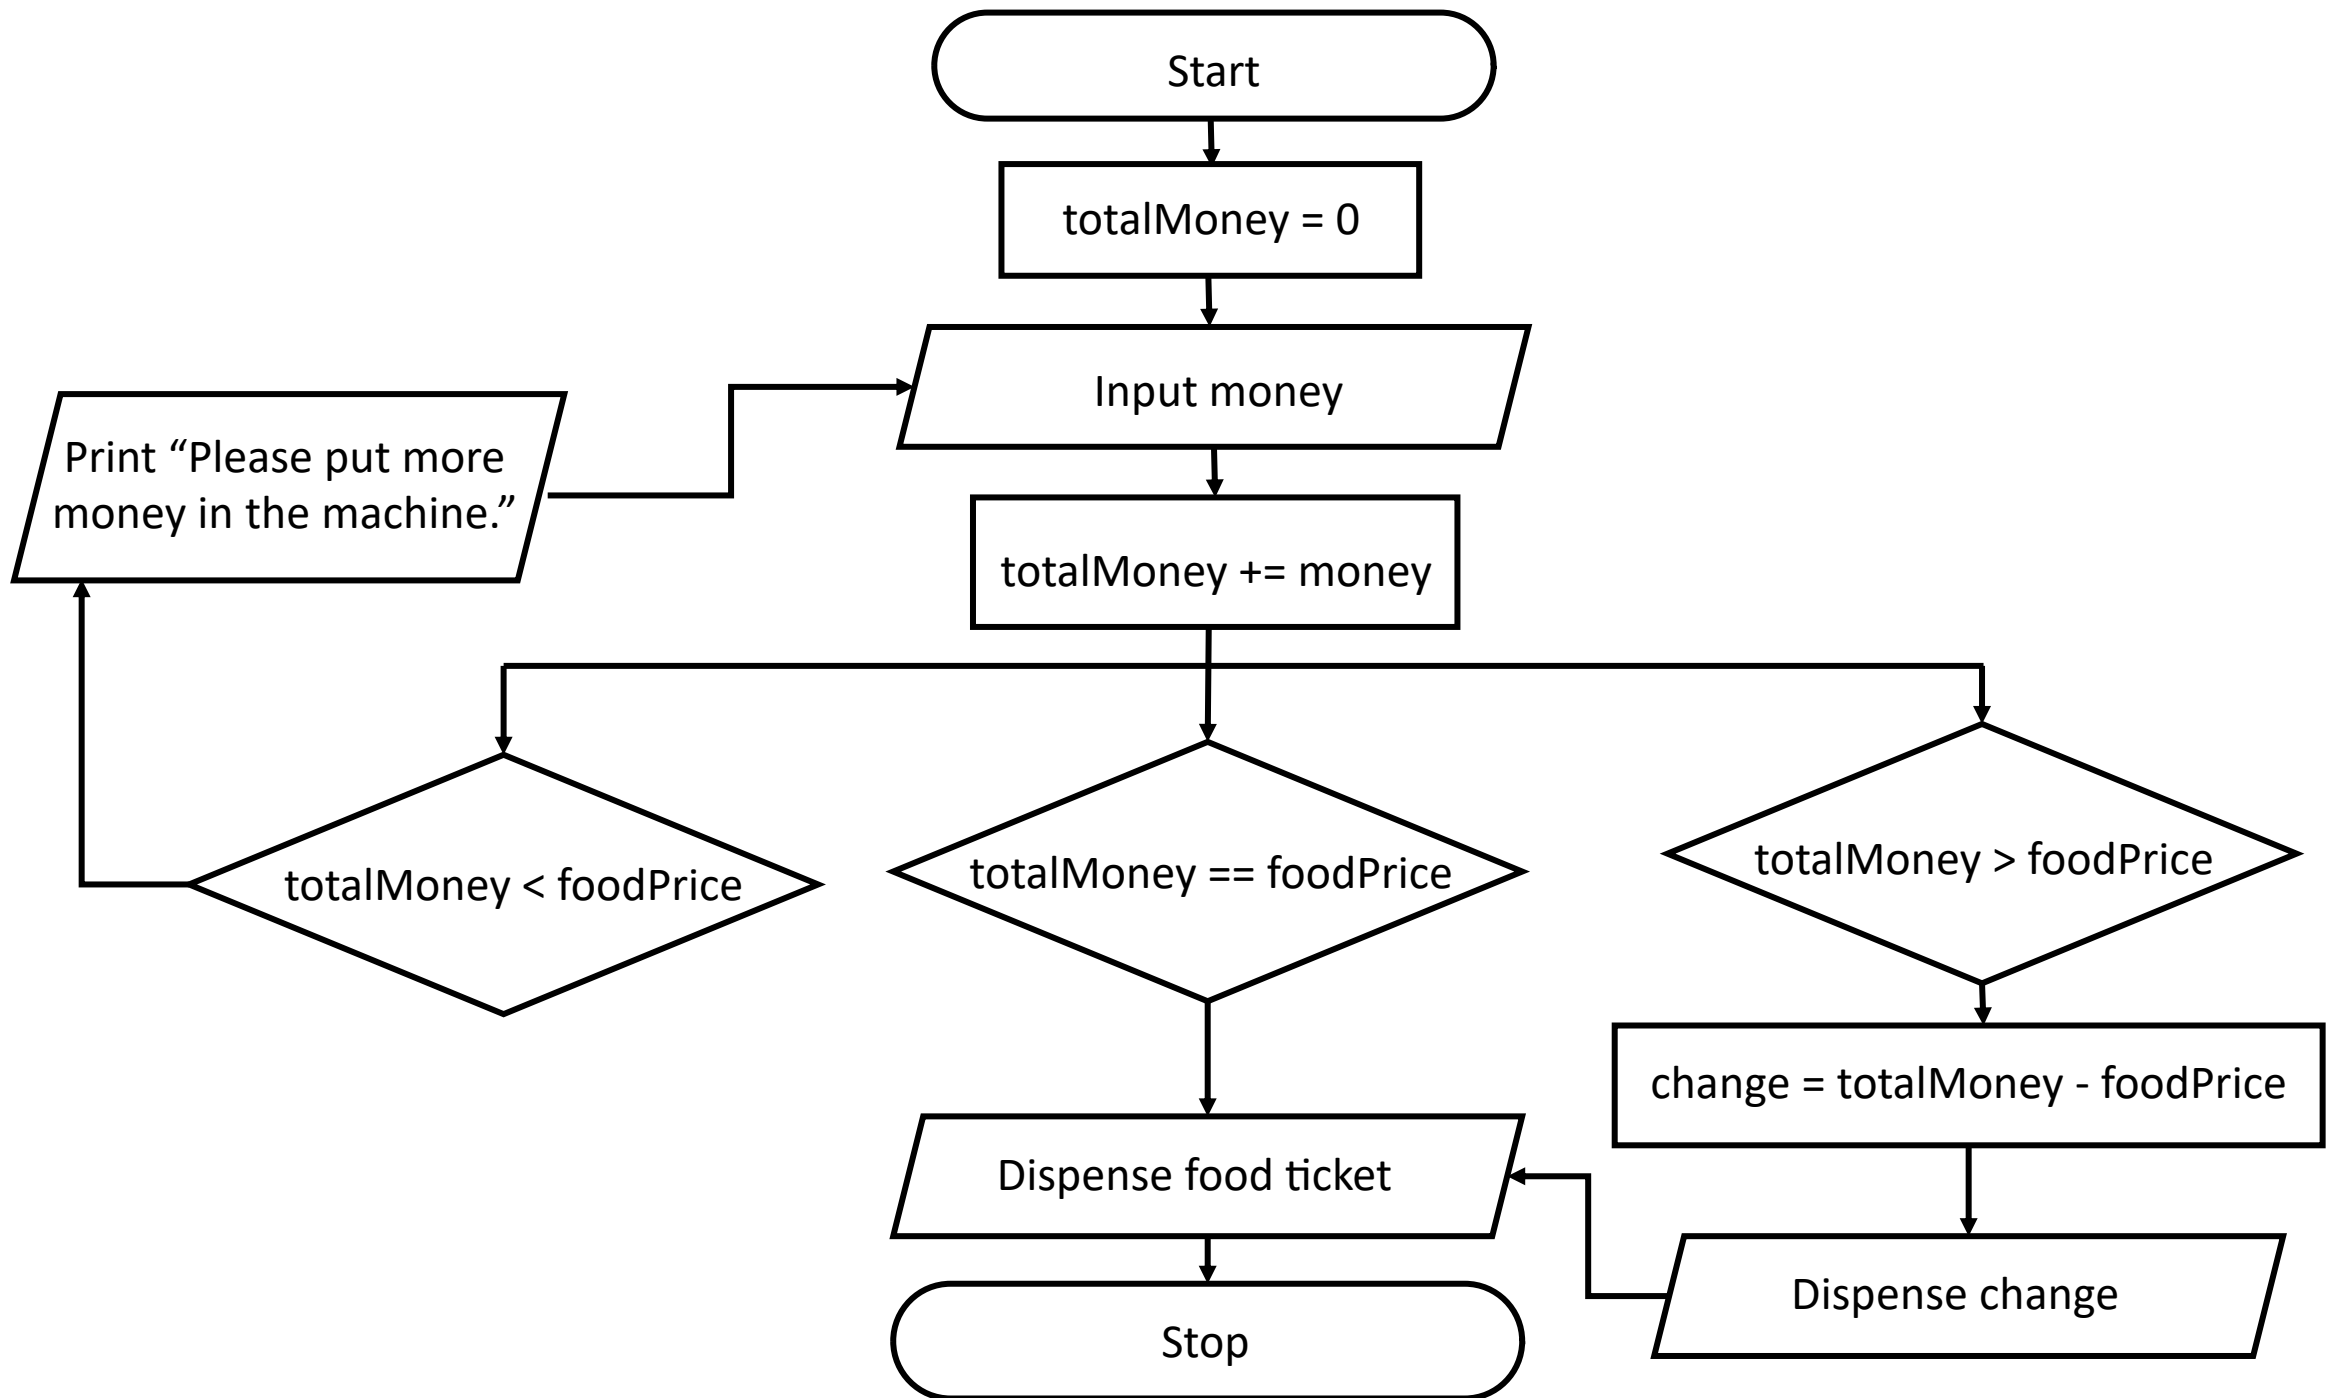 Start
totalMoney = 0
Input money
Print “Please put more
money in the machine.”
totalMoney += money
totalMoney < foodPrice
totalMoney == foodPrice
totalMoney > foodPrice
change = totalMoney - foodPrice
Dispense food ticket
Dispense change
Stop